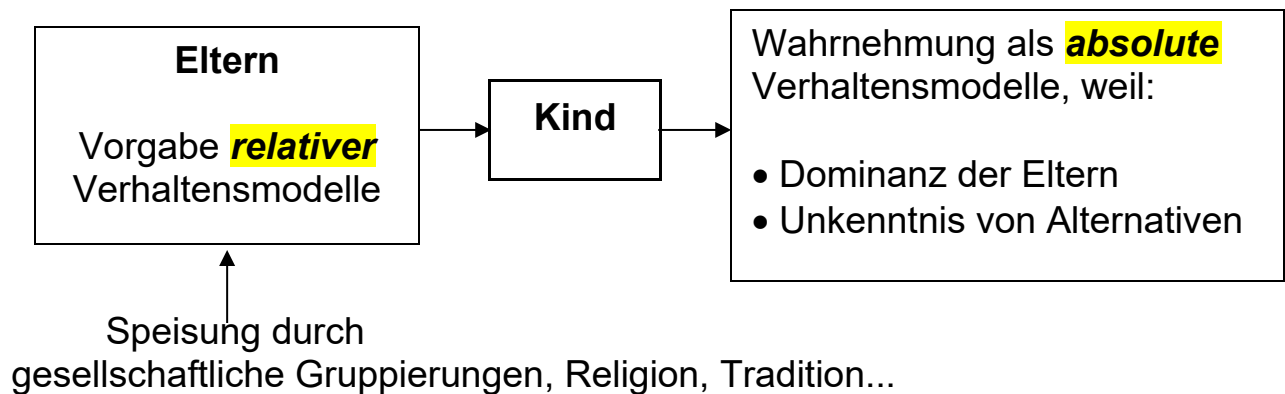 Eltern
Vorgabe relativer
Verhaltensmodelle
Kind
Wahrnehmung als absolute
Verhaltensmodelle, weil:
• Dominanz der Eltern
• Unkenntnis von Alternativen
Speisung durch
gesellschaftliche Gruppierungen, Religion, Tradition...